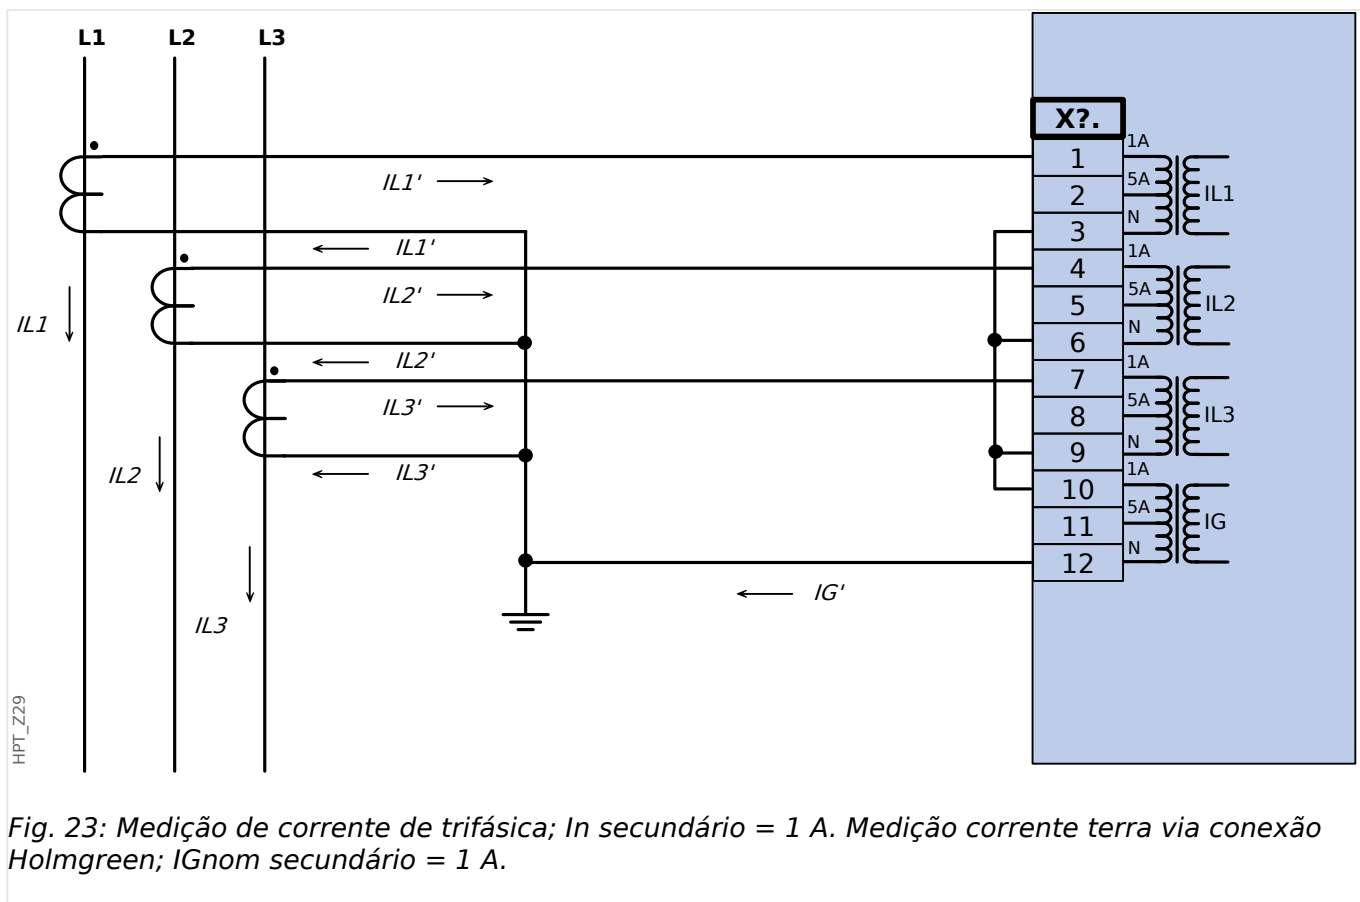 L1 L2 L3
X?.
1 1A
2 5A IL1
3 N
4 1A
5 5A IL2
6 N
7 1A
8 5A IL3
9 N
10 1A
11 5A IG
12 N
IL1'
IL1'
IL2'
IL1
IL2'
IL3'
IL3'
IL2
IG'
IL3
HPT_Z29
Fig. 23: Medição de corrente de trifásica; In secundário = 1 A. Medição corrente terra via conexão
Holmgreen; IGnom secundário = 1 A.